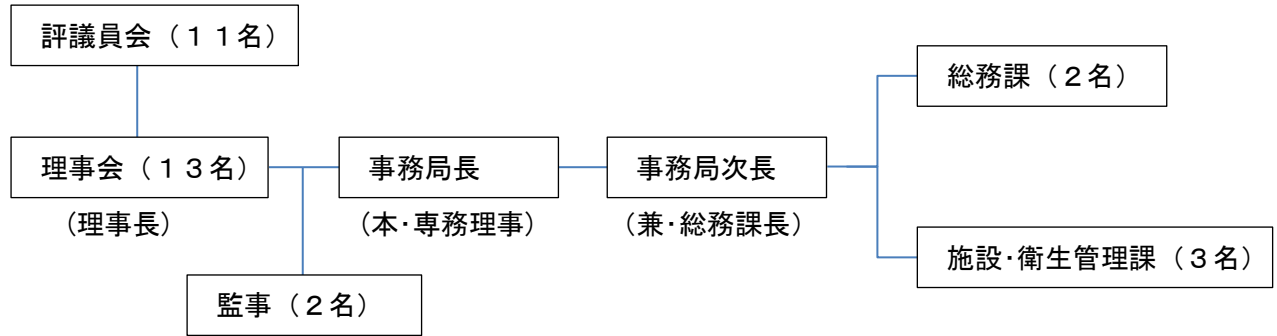 評議員会（１１名）
総務課（２名）
理事会（１３名）
事務局長
事務局次長
（理事長）
（本・専務理事）
（兼・総務課長）
施設・衛生管理課（３名）
監事（２名）